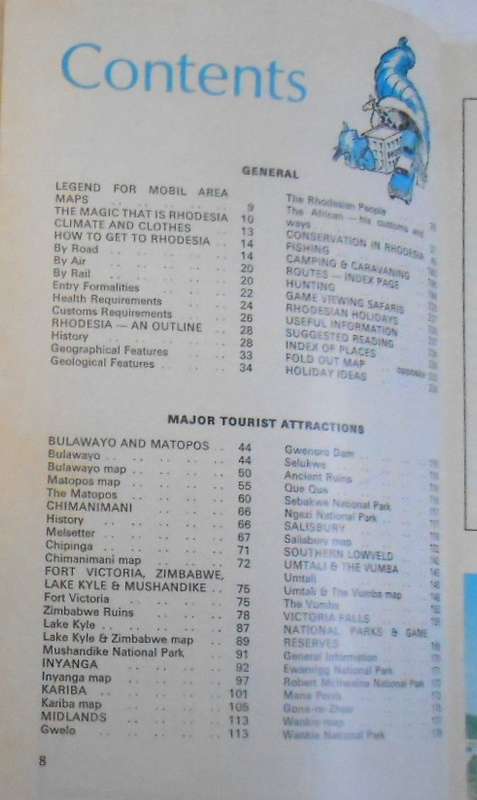 Contents
GENERAL
LEGEND FOR MOBIL AREA
MAPS .. .. .. .. .. .. 9
THE MAGIC THAT IS RHODESIA 10
CLIMATE AND CLOTHES 13
HOW TO GET TO RHODESIA .. 14
By Road .. .. .. .. .. 14
By Air .. .. .. .. .. 20
By Rail .. .. .. .. .. 20
Entry Formalities .. .. .. 22
Health Requirements .. .. .. 24
Customs Requirements .. .. 26
RHODESIA — AN OUTLINE .. 28
History .. .. .. .. .. 28
Geographical Features .. .. 33
Geological Features .. .. .. 34
The Rhodesian People
The African — his customs and
ways
CONSERVATION IN RHODESIA
FISHING
CAMPING & CARAVANING
ROUTES — INDEX PAGE
HUNTING
GAME VIEWING SAFARIS
RHODESIAN HOLIDAYS
USEFUL INFORMATION
SUGGESTED READING
INDEX OF PLACES
FOLD OUT MAP .. opposite
HOLIDAY IDEAS
MAJOR TOURIST ATTRACTIONS
BULAWAYO AND MATOPOS .. 44
Bulawayo .. .. .. .. .. 44
Bulawayo map .. .. .. .. 50
Matopos map .. .. .. .. 55
The Matopos .. .. .. .. 60
CHIMANIMANI .. .. .. 66
History .. .. .. .. .. 66
Melsetter .. .. .. .. .. 67
Chipinga .. .. .. .. .. 71
Chimanimani map .. .. .. 72
FORT VICTORIA, ZIMBABWE,
LAKE KYLE & MUSHANDIKE .. 75
Fort Victoria .. .. .. .. 75
Zimbabwe Ruins .. .. .. 78
Lake Kyle .. .. .. .. .. 87
Lake Kyle & Zimbabwe map .. 89
Mushandike National Park 91
INYANGA .. .. .. .. 92
Inyanga map .. .. .. .. 97
KARIBA .. .. .. .. 101
Kariba map .. .. .. .. 105
MIDLANDS .. .. .. .. 113
Gwelo .. .. .. .. .. 113
Gwenoro Dam
Selukwe
Ancient Ruins
Que Que
Sebakwe National Park
Ngezi National Park
SALISBURY
Salisbury map
SOUTHERN LOWVELD
UMTALI & THE VUMBA
Umtali
Umtali & The Vumba map
The Vumba
VICTORIA FALLS
NATIONAL PARKS & GAME
RESERVES
General Information
Ewanrigg National Park
Robert McIlwaine National Park
Mana Pools
Gona-re-Zhou
Wankie map
Wankie National Park
8